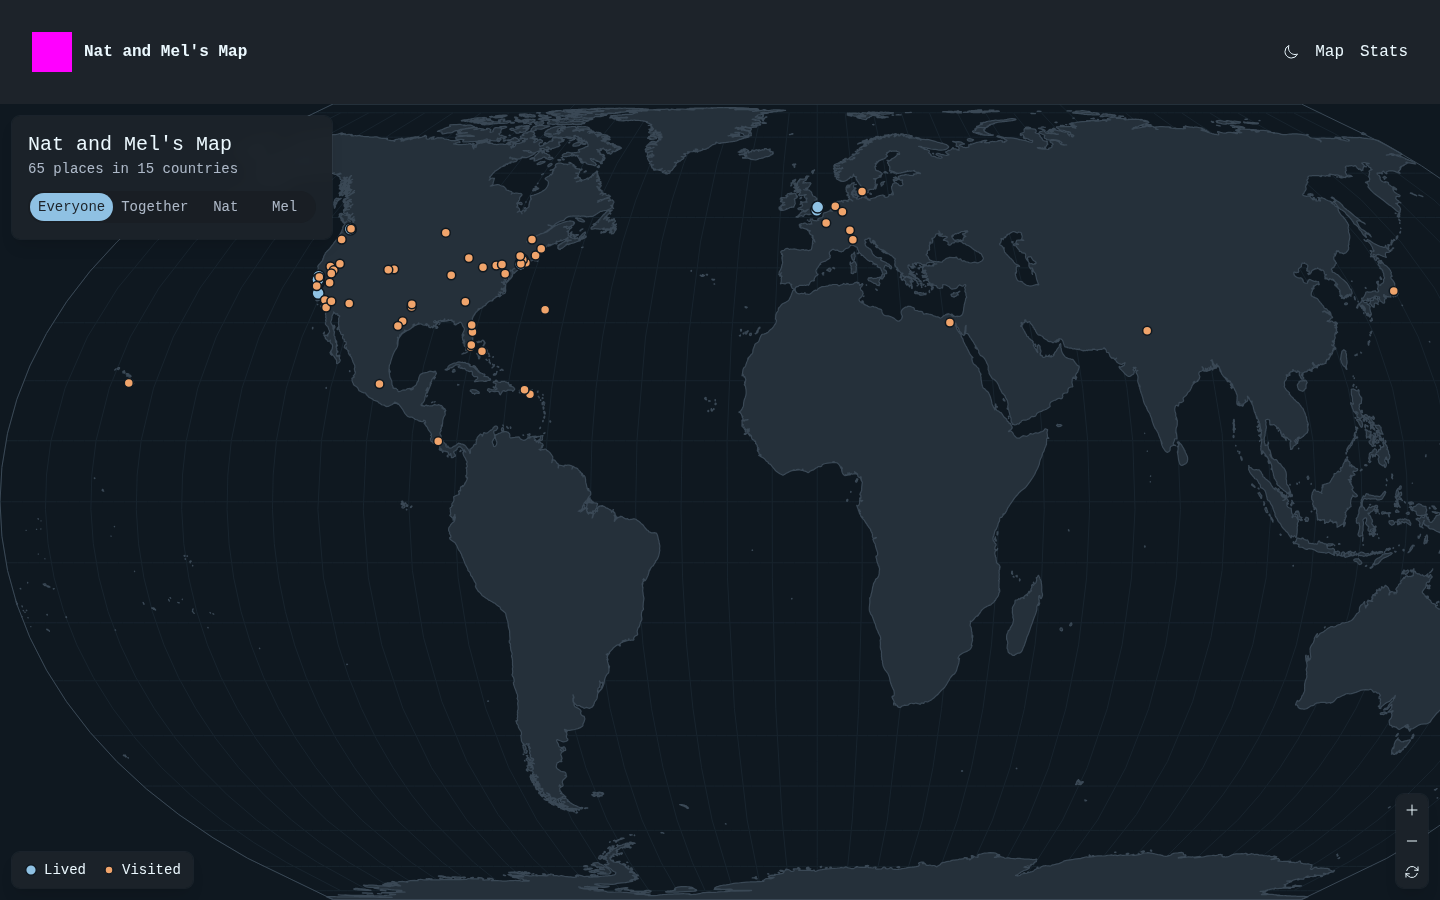 Nat and Mel's Map
Map Stats
Nat and Mel's Map
65 places in 15 countries
Everyone Together Nat Mel
Lived Visited